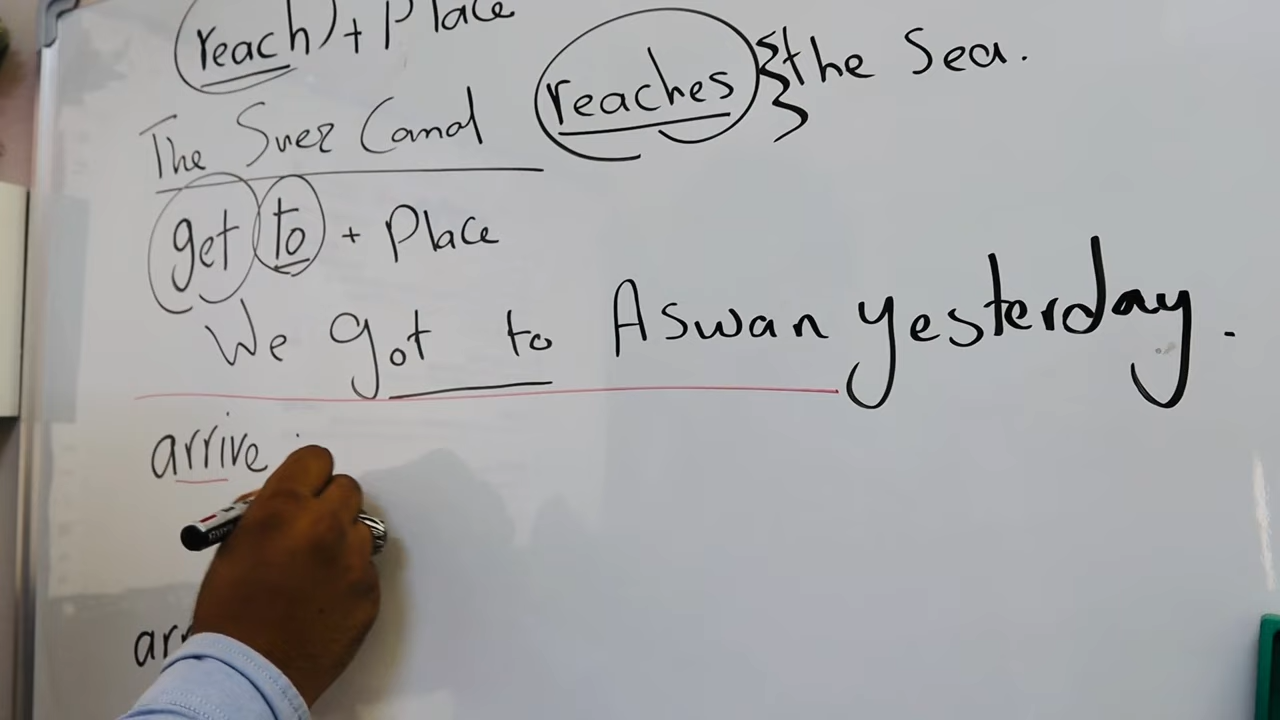 reach + Place
The Suez Canal reaches the Sea.
get to + Place
We got to Aswan yesterday.
arrive